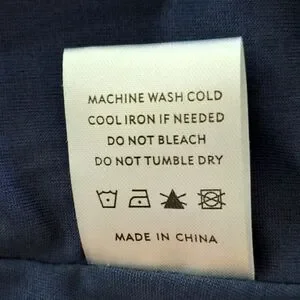 MACHINE WASH COLD
COOL IRON IF NEEDED
DO NOT BLEACH
DO NOT TUMBLE DRY
MADE IN CHINA